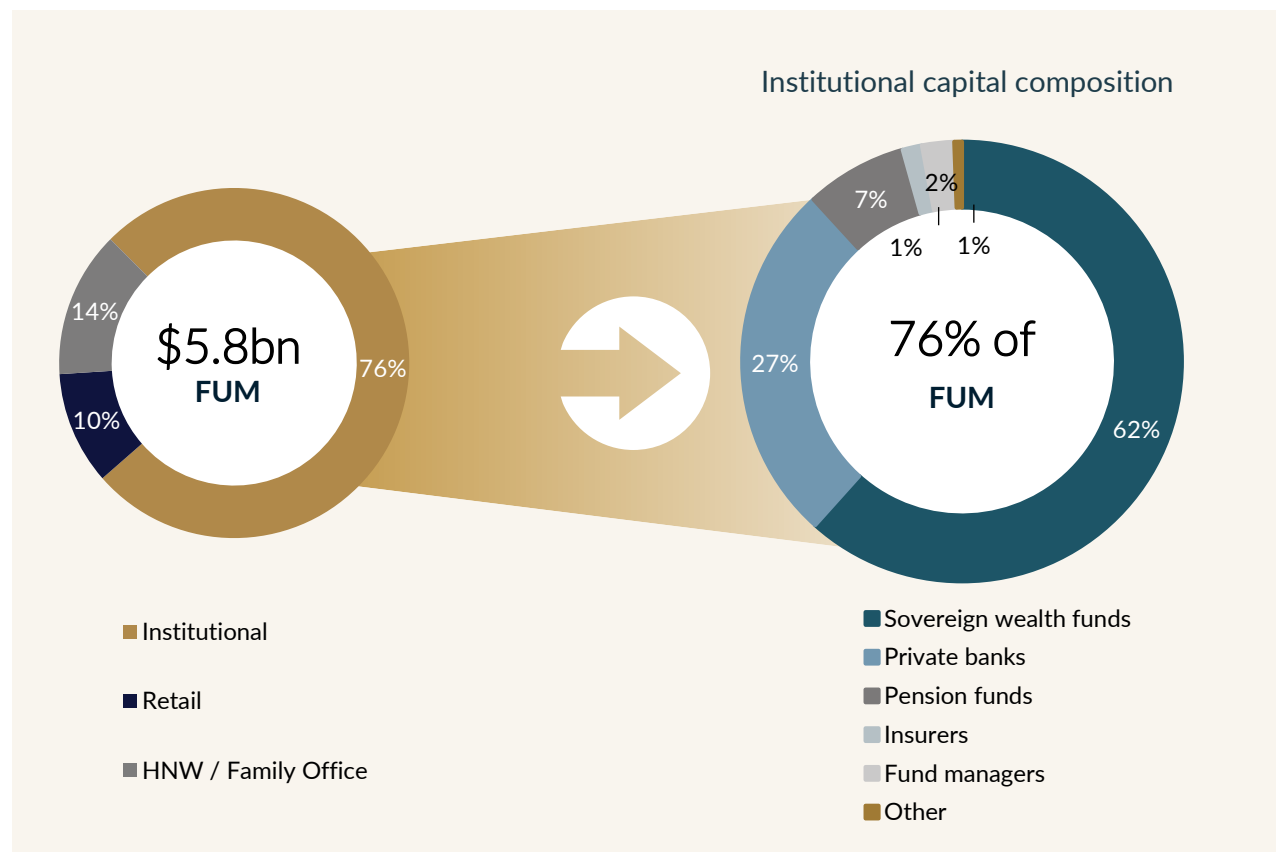 Institutional capital composition
14%
10%
76%
$5.8bn
FUM
7%
2%
1%
1%
27%
62%
76% of
FUM
Institutional
Retail
HNW / Family Office
Sovereign wealth funds
Private banks
Pension funds
Insurers
Fund managers
Other